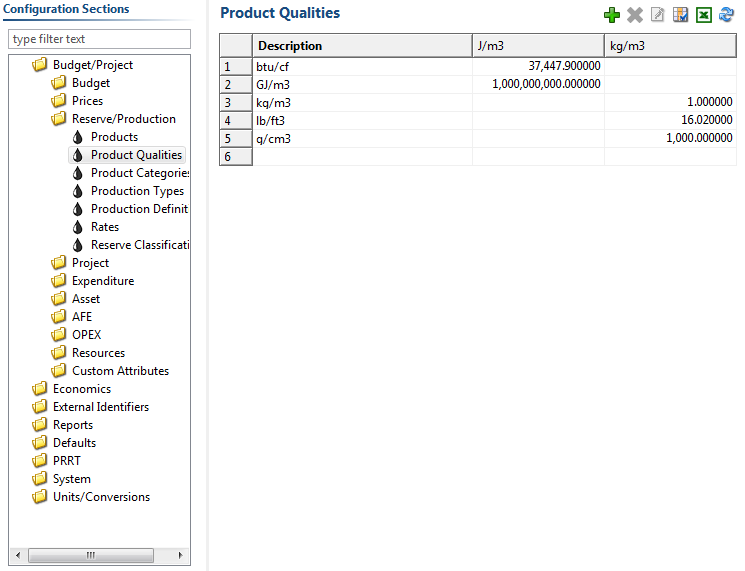 Configuration Sections
type filter text
Budget/Project
Budget
Prices
Reserve/Production
Products
Product Qualities
Product Categories
Production Types
Production Definit
Rates
Reserve Classificati
Project
Expenditure
Asset
AFE
OPEX
Resources
Custom Attributes
Economics
External Identifiers
Reports
Defaults
PRRT
System
Units/Conversions
Product Qualities
Description J/m3 kg/m3
1 btu/cf 37,447.900000
2 GJ/m3 1,000,000,000.000000
3 kg/m3 1.000000
4 lb/ft3 16.020000
5 g/cm3 1,000.000000
6